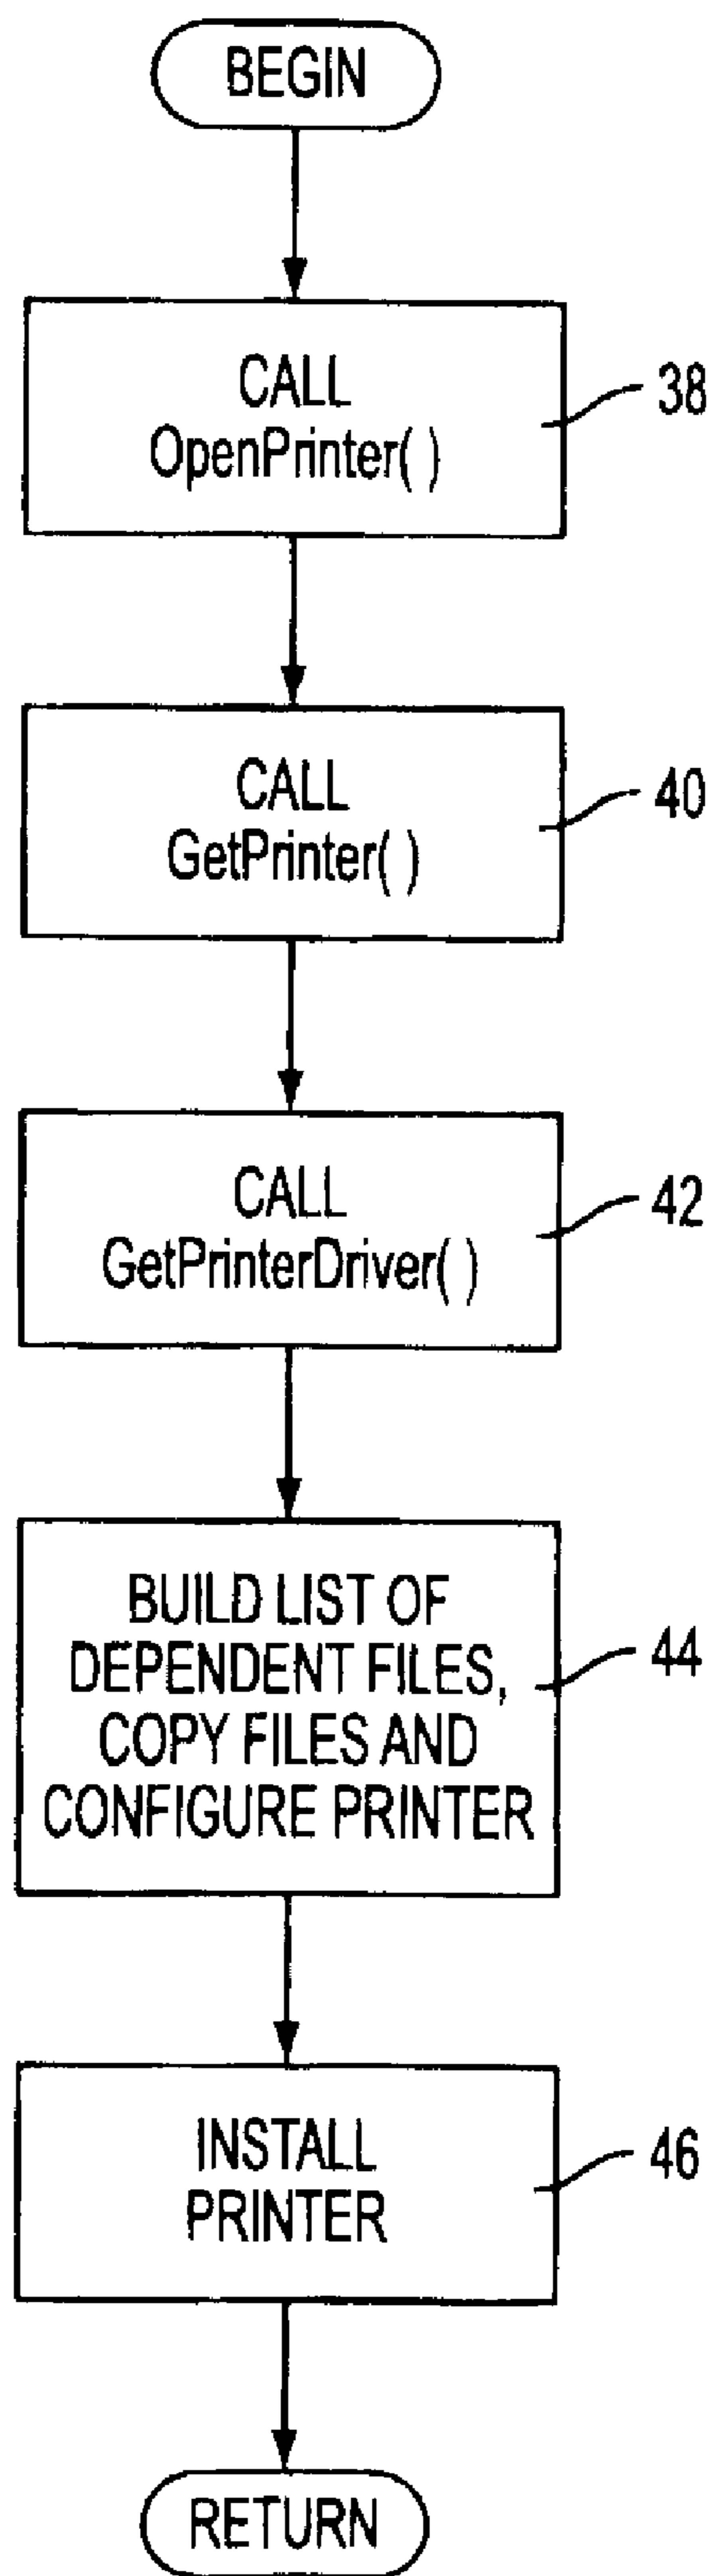 BEGIN
CALL
OpenPrinter( )
38
CALL
GetPrinter( )
40
CALL
GetPrinterDriver( )
42
BUILD LIST OF
DEPENDENT FILES,
COPY FILES AND
CONFIGURE PRINTER
44
INSTALL
PRINTER
46
RETURN